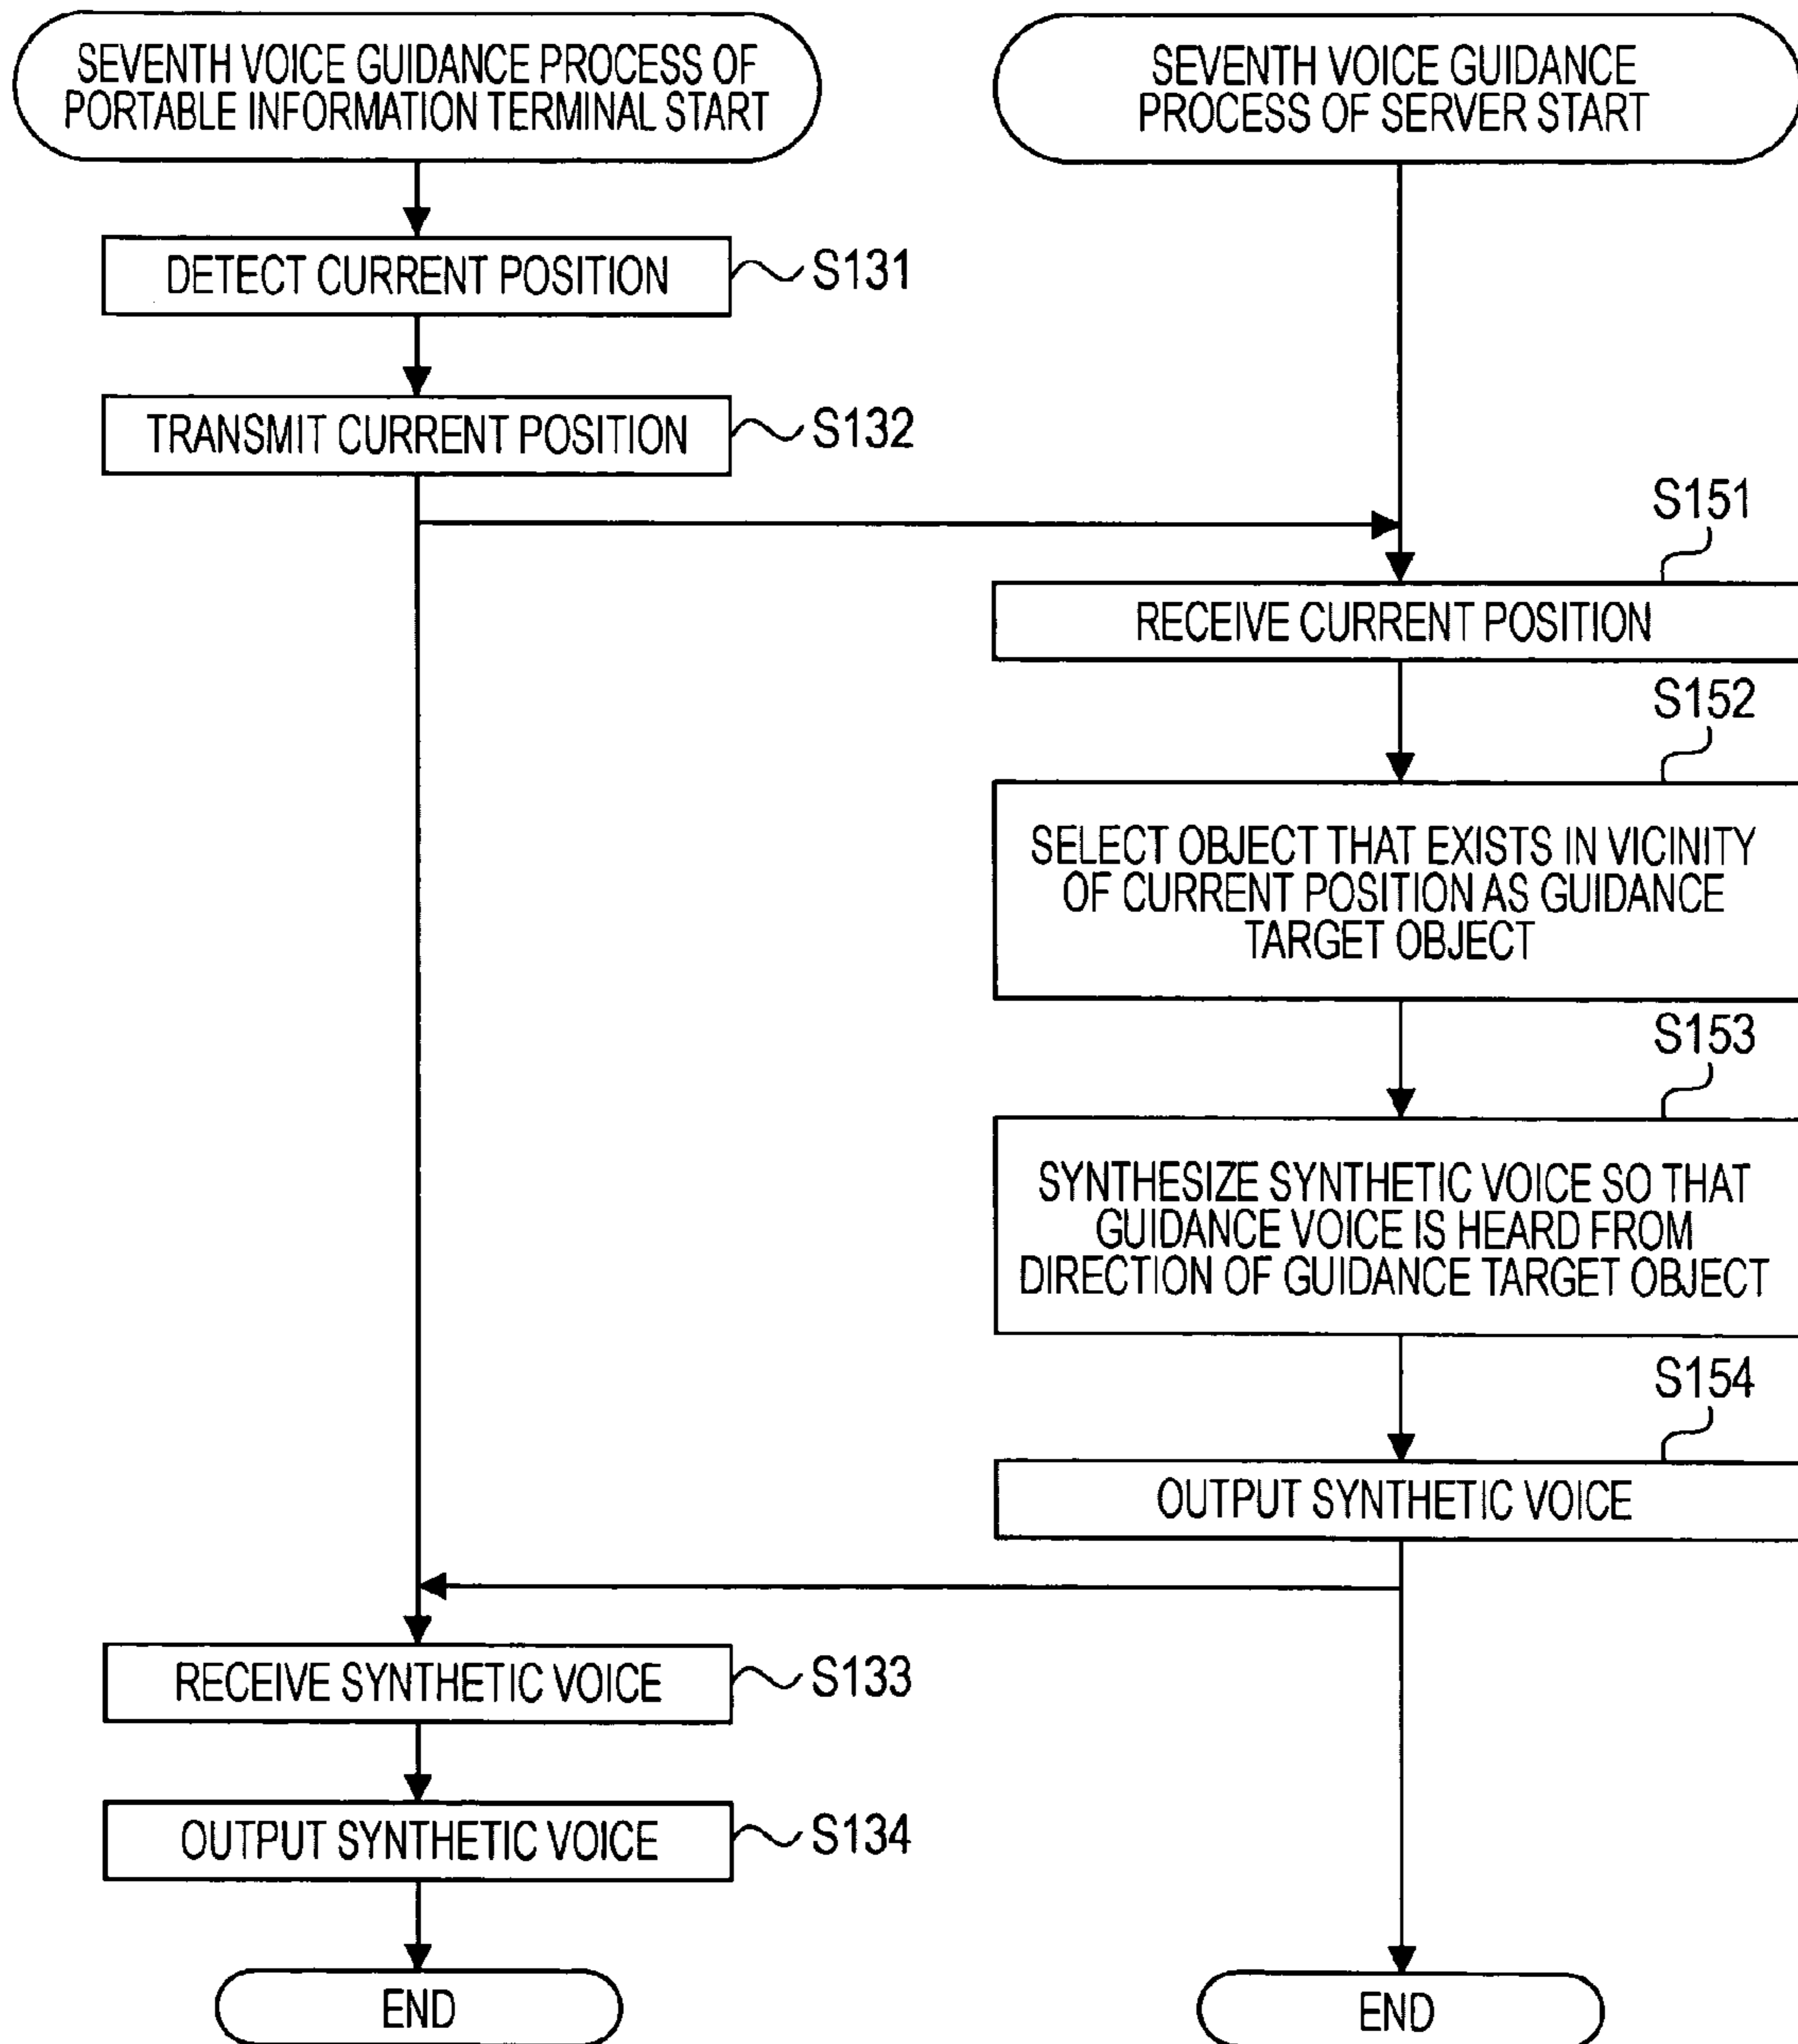 SEVENTH VOICE GUIDANCE PROCESS OF
PORTABLE INFORMATION TERMINAL START
DETECT CURRENT POSITION
S131
TRANSMIT CURRENT POSITION
S132
RECEIVE SYNTHETIC VOICE
S133
OUTPUT SYNTHETIC VOICE
S134
END
SEVENTH VOICE GUIDANCE
PROCESS OF SERVER START
S151
RECEIVE CURRENT POSITION
S152
SELECT OBJECT THAT EXISTS IN VICINITY
OF CURRENT POSITION AS GUIDANCE
TARGET OBJECT
S153
SYNTHESIZE SYNTHETIC VOICE SO THAT
GUIDANCE VOICE IS HEARD FROM
DIRECTION OF GUIDANCE TARGET OBJECT
S154
OUTPUT SYNTHETIC VOICE
END